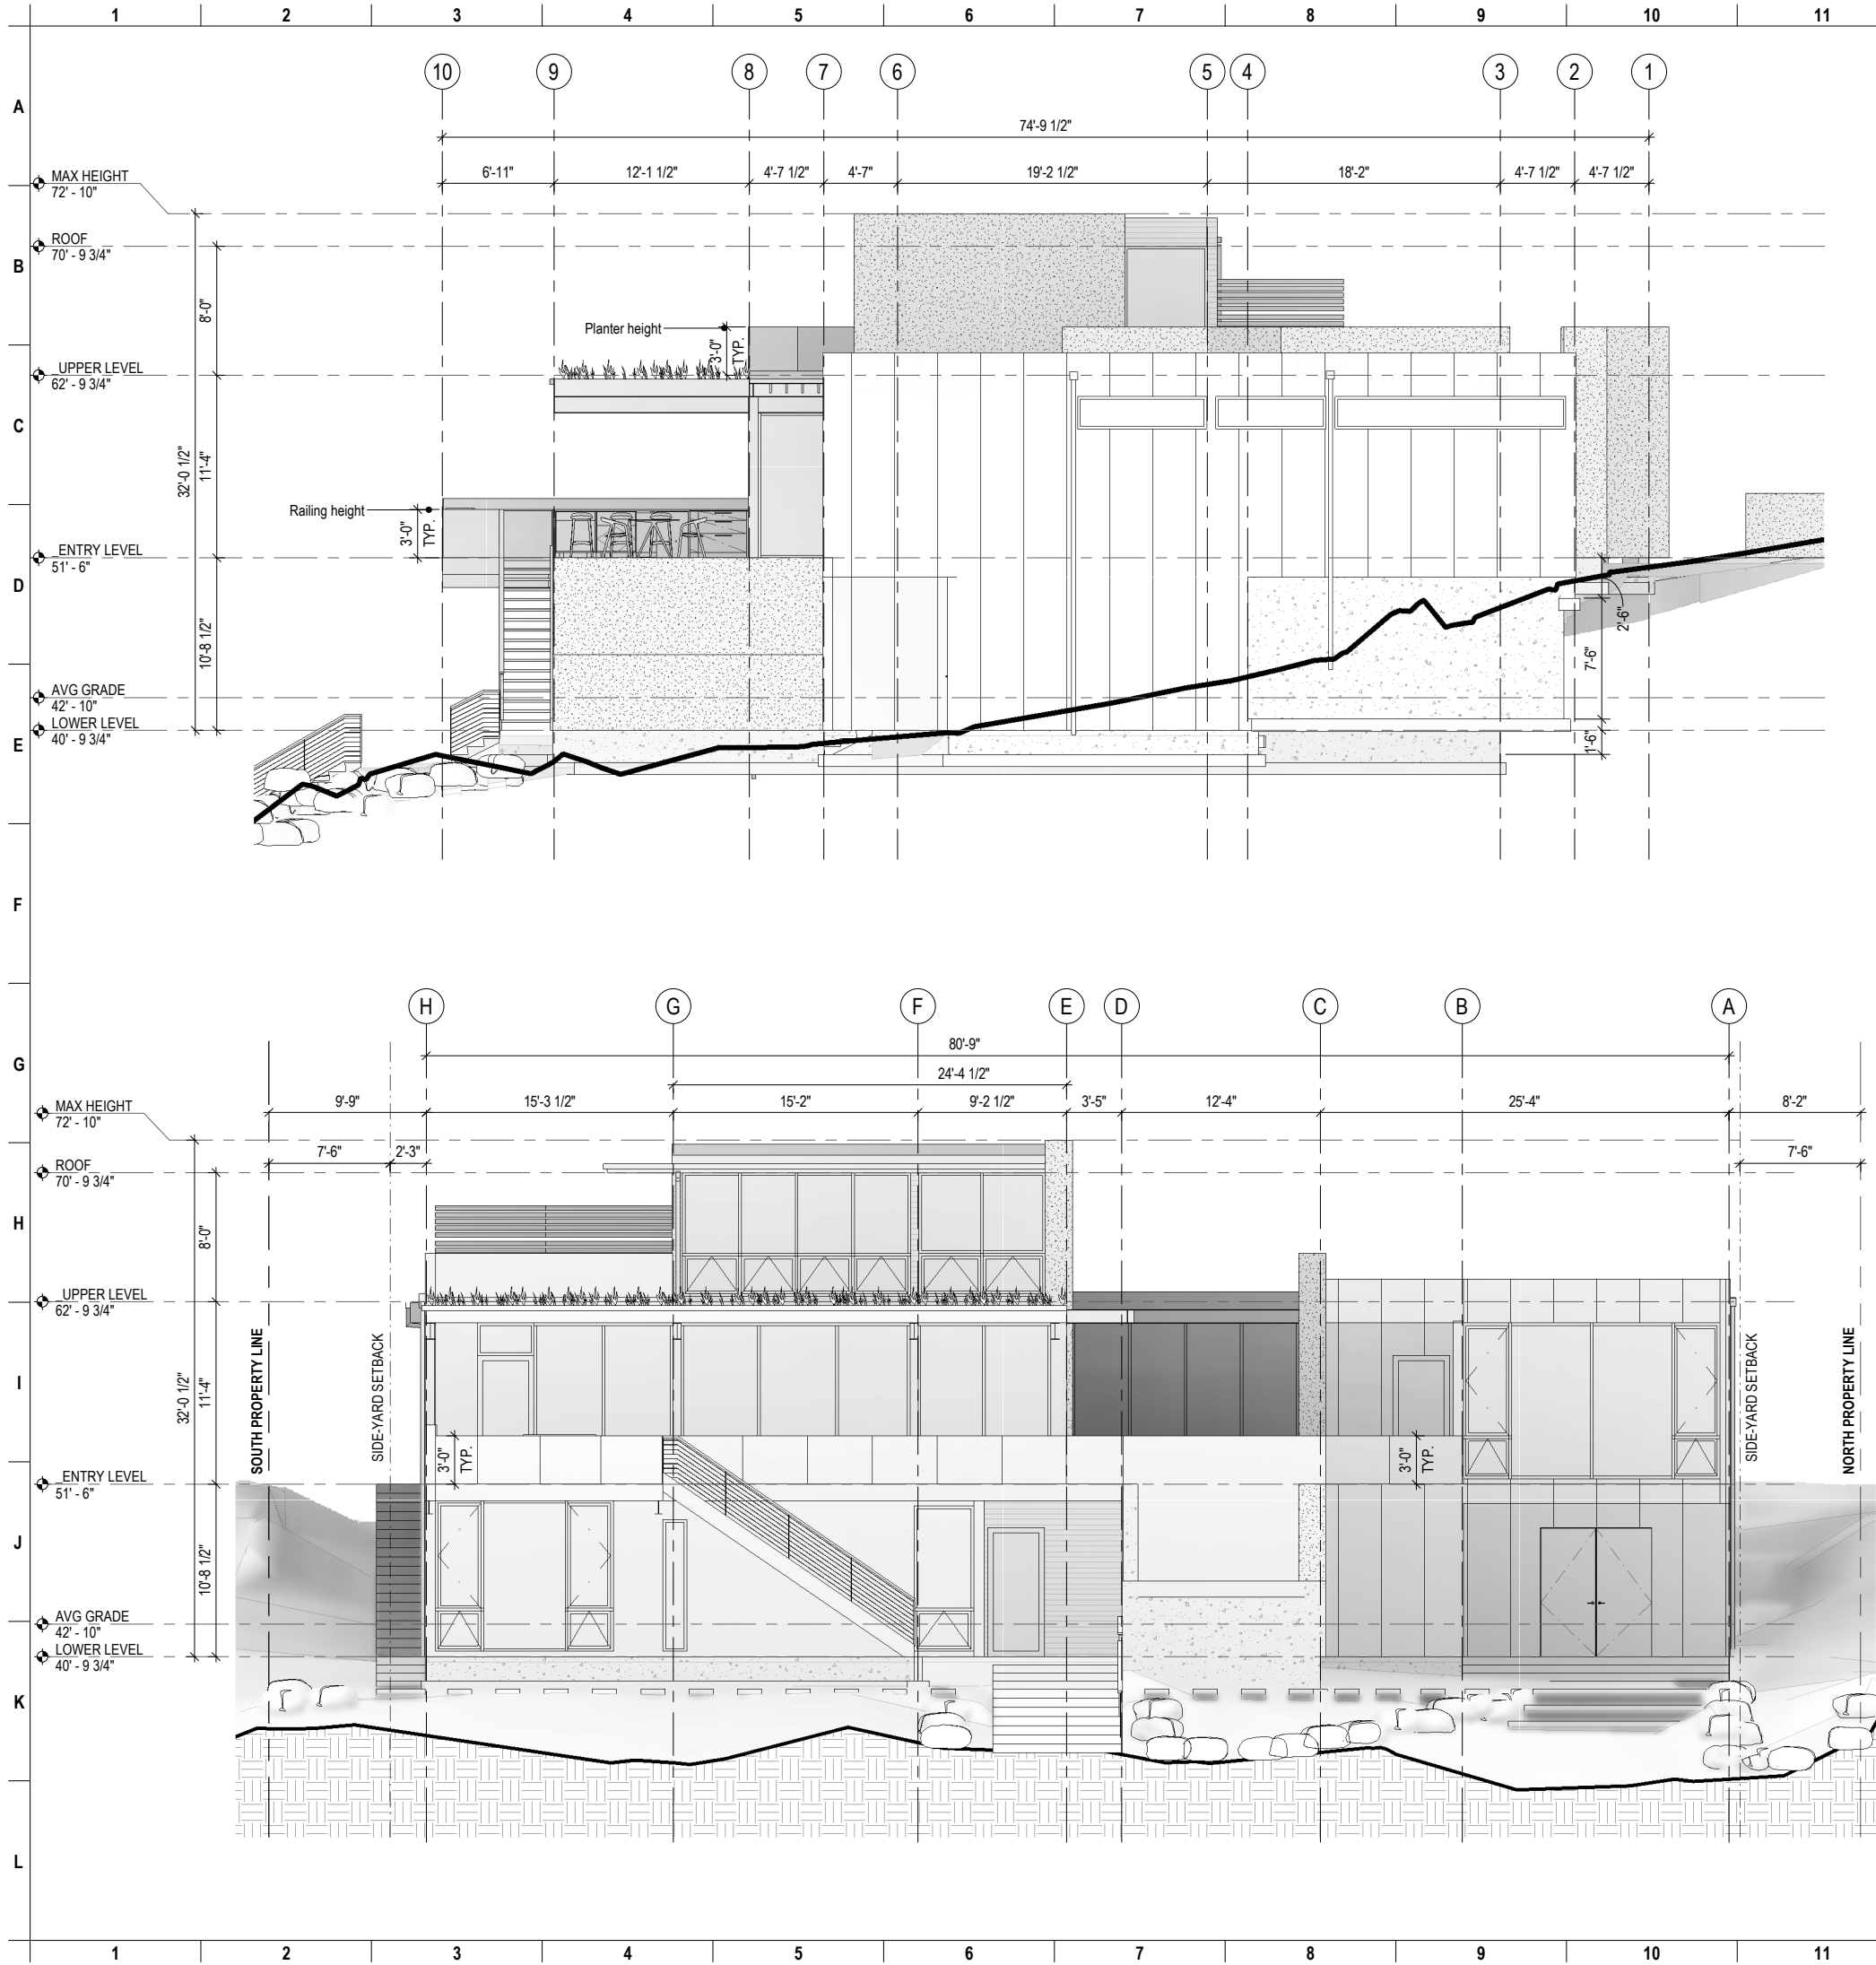 1 2 3 4 5 6 7 8 9 10 11
10 9 8 7 6 5 4 3 2 1
A
74'-9 1/2"
6'-11" 12'-1 1/2" 4'-7 1/2" 4'-7" 19'-2 1/2" 18'-2" 4'-7 1/2" 4'-7 1/2"
MAX HEIGHT
72' - 10"
ROOF
70' - 9 3/4"
B
8'-0"
Planter height
3'-0"
TYP.
UPPER LEVEL
62' - 9 3/4"
C
32'-0 1/2"
11'-4"
Railing height
3'-0"
TYP.
ENTRY LEVEL
51' - 6"
D
2'-6"
10'-8 1/2"
7'-6"
AVG GRADE
42' - 10"
LOWER LEVEL
40' - 9 3/4"
E
1'-6"
F
H G F E D C B A
G
80'-9"
24'-4 1/2"
9'-9" 15'-3 1/2" 15'-2" 9'-2 1/2" 3'-5" 12'-4" 25'-4" 8'-2"
MAX HEIGHT
72' - 10"
7'-6" 2'-3" 7'-6"
ROOF
70' - 9 3/4"
H
8'-0"
UPPER LEVEL
62' - 9 3/4"
SOUTH PROPERTY LINE
SIDE-YARD SETBACK
SIDE-YARD SETBACK
NORTH PROPERTY LINE
I
32'-0 1/2"
11'-4"
3'-0"
TYP.
3'-0"
TYP.
ENTRY LEVEL
51' - 6"
J
10'-8 1/2"
AVG GRADE
42' - 10"
LOWER LEVEL
40' - 9 3/4"
K
L
1 2 3 4 5 6 7 8 9 10 11